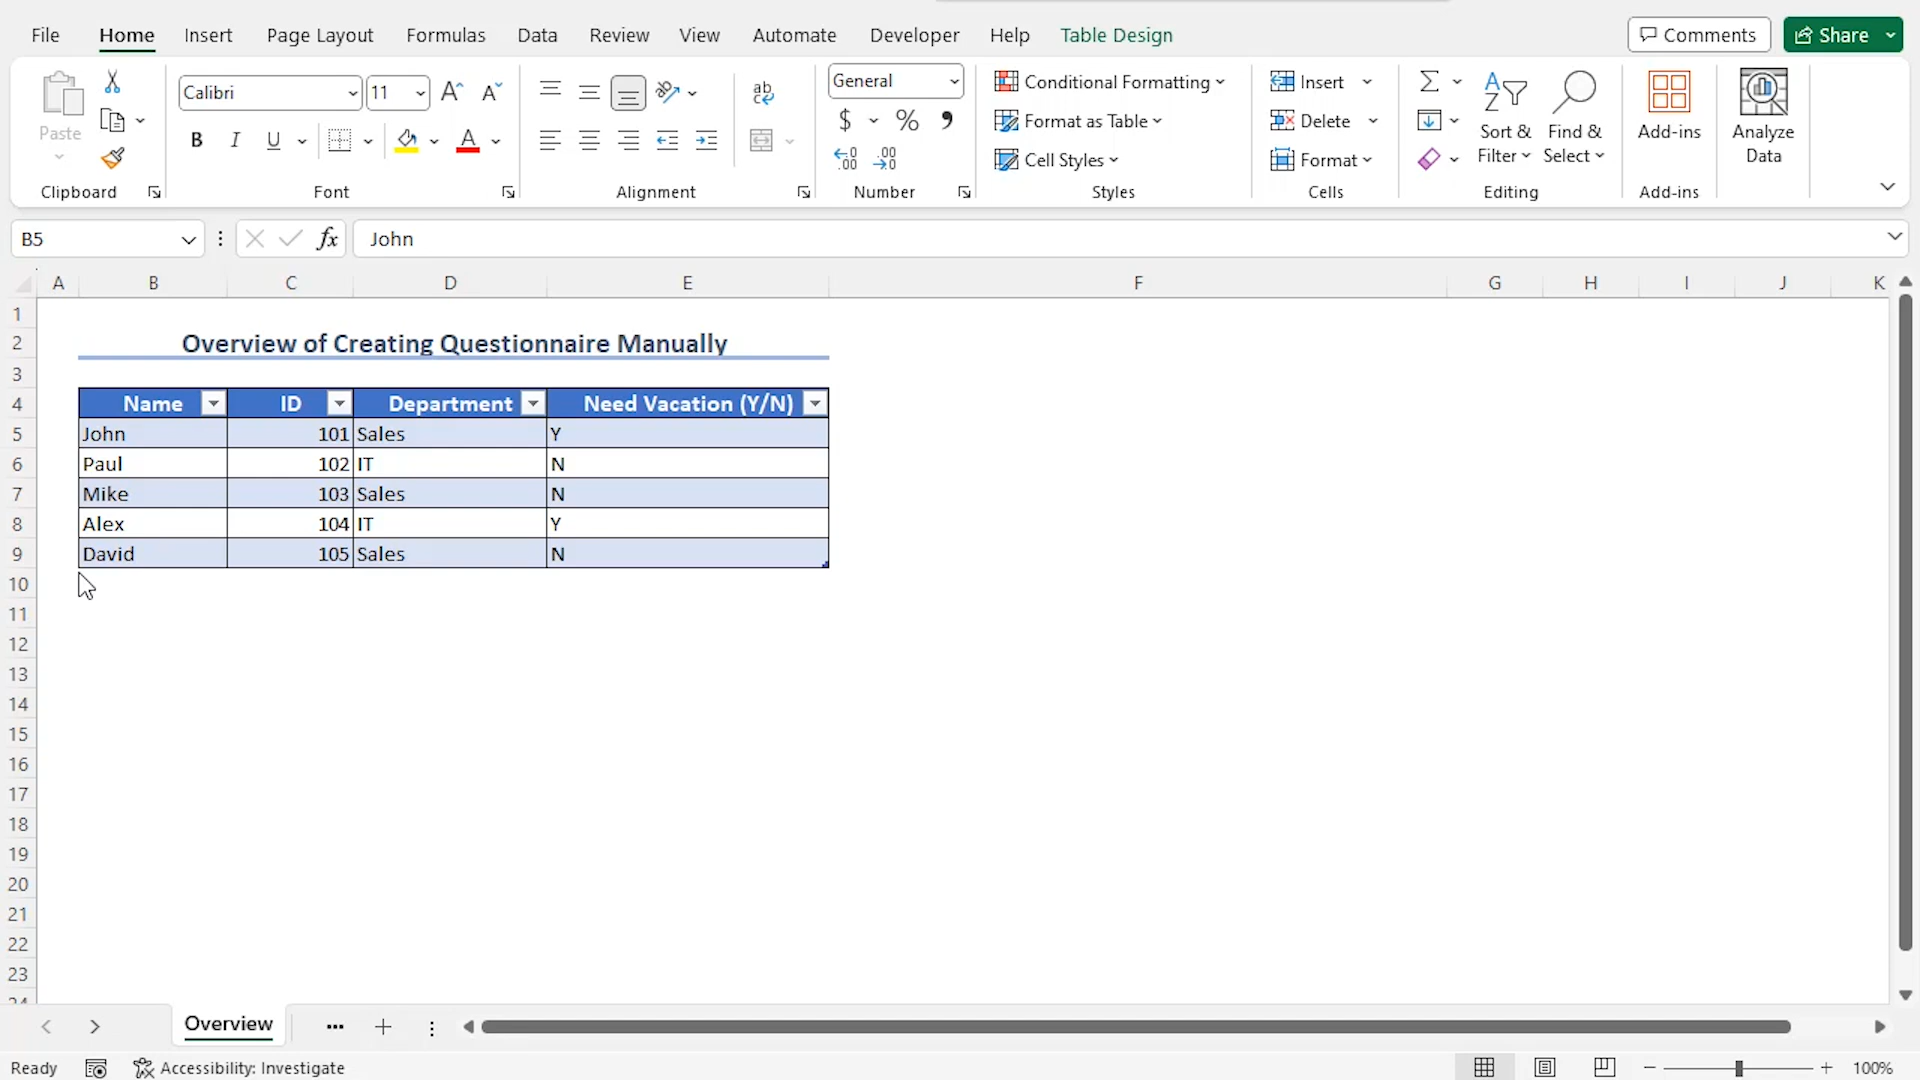 File Home Insert Page Layout Formulas Data Review View Automate Developer Help Table Design Comments Share
Calibri 11 General Conditional Formatting Insert
Paste $ % Format as Table Delete Sort & Filter Find & Select Add-ins Analyze Data
B I U A Cell Styles Format
Clipboard Font Alignment Number Styles Cells Editing Add-ins
B5 fx John
A B C D E F G H I J K
1
2 Overview of Creating Questionnaire Manually
3
4 Name ID Department Need Vacation (Y/N)
5 John 101 Sales Y
6 Paul 102 IT N
7 Mike 103 Sales N
8 Alex 104 IT Y
9 David 105 Sales N
10
11
12
13
14
15
16
17
18
19
20
21
22
23
24
Overview ... +
Ready Accessibility: Investigate 100%